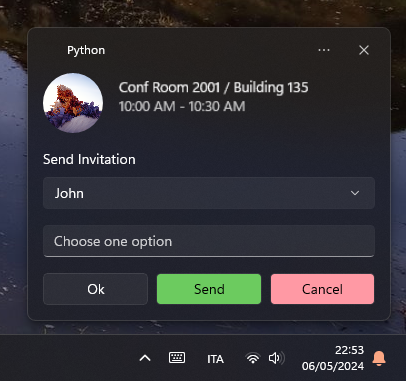 Python
Conf Room 2001 / Building 135
10:00 AM - 10:30 AM
Send Invitation
John
Choose one option
Ok Send Cancel
ITA 22:53
06/05/2024